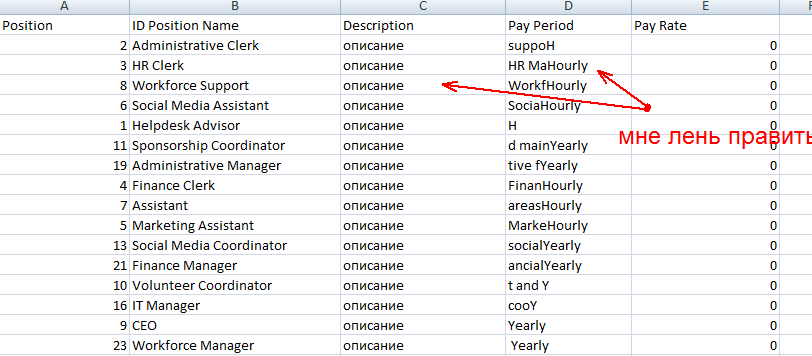 A B C D E
Position ID Position Name Description Pay Period Pay Rate
2 Administrative Clerk описание suppoH 0
3 HR Clerk описание HR MaHourly 0
8 Workforce Support описание WorkfHourly 0
6 Social Media Assistant описание SociaHourly 0
1 Helpdesk Advisor описание H 0
мне лень править
11 Sponsorship Coordinator описание d mainYearly 0
19 Administrative Manager описание tive fYearly 0
4 Finance Clerk описание FinanHourly 0
7 Assistant описание areasHourly 0
5 Marketing Assistant описание MarkeHourly 0
13 Social Media Coordinator описание socialYearly 0
21 Finance Manager описание ancialYearly 0
10 Volunteer Coordinator описание t and Y 0
16 IT Manager описание cooY 0
9 CEO описание Yearly 0
23 Workforce Manager описание Yearly 0